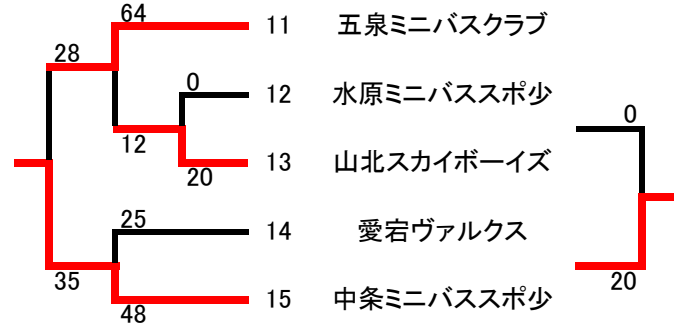 64
11 五泉ミニバスクラブ
28
0
12 水原ミニバススポ少
0
12
13 山北スカイボーイズ
20
25
14 愛宕ヴァルクス
35
20
15 中条ミニバススポ少
48